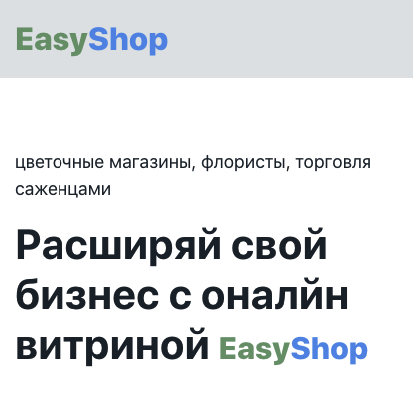 EasyShop
цветочные магазины, флористы, торговля
саженцами
Расширяй свой
бизнес с оналйн
витриной EasyShop